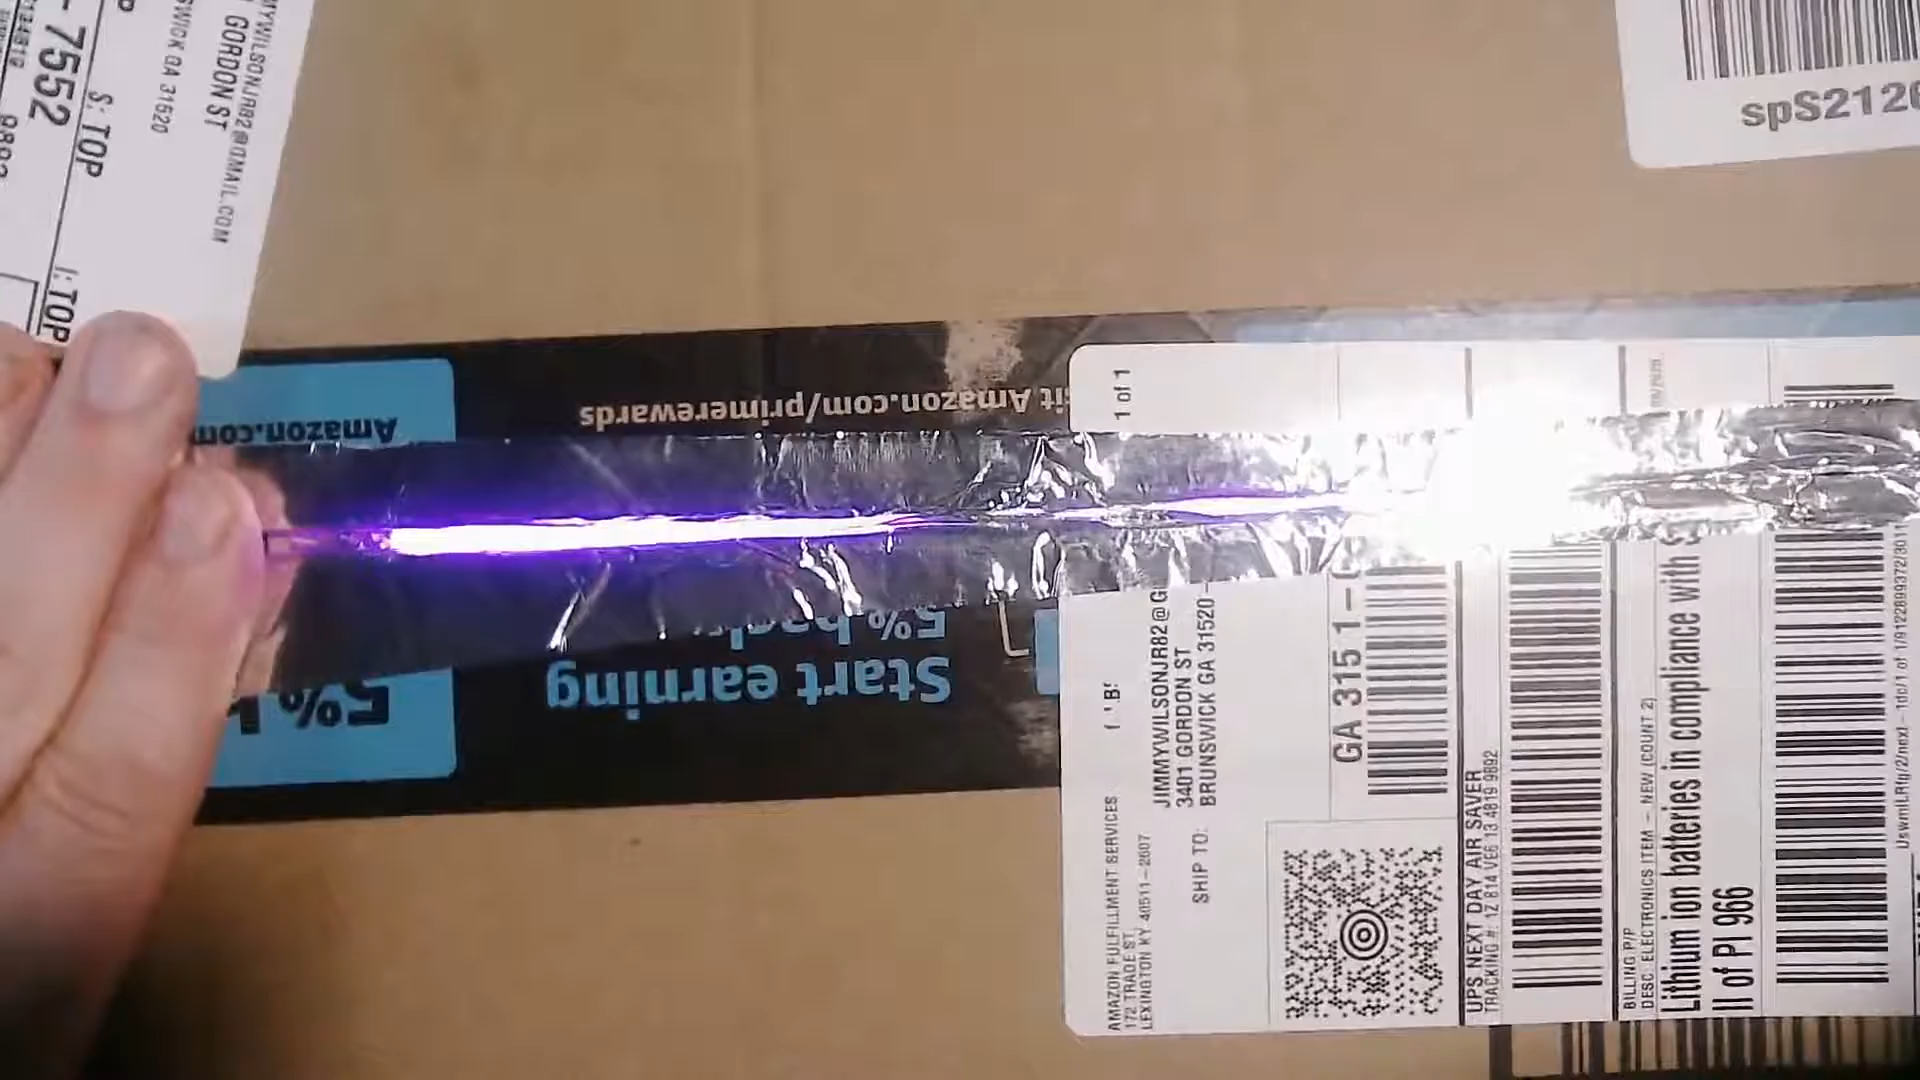 7552
S: TOP
I: TOP
GORDON ST
GA 31520
spS212
Amazon.com
Amazon.com/primerewards
5%
5% back
Start earning
1 of 1
AMAZON FULFILLMENT SERVICES
172 TRADE ST.
LEXINGTON KY 40511-2607
SHIP TO:
JIMMYWILSONJR82@G
3401 GORDON ST
BRUNSWICK GA 31520
GA 315 1-
UPS NEXT DAY AIR SAVER
TRACKING #: 1Z 814 VE6 13 4819 9892
BILLING P/P
DESC: ELECTRONICS ITEM - NEW (COUNT 2)
Lithium ion batteries in compliance with
II of PI 966